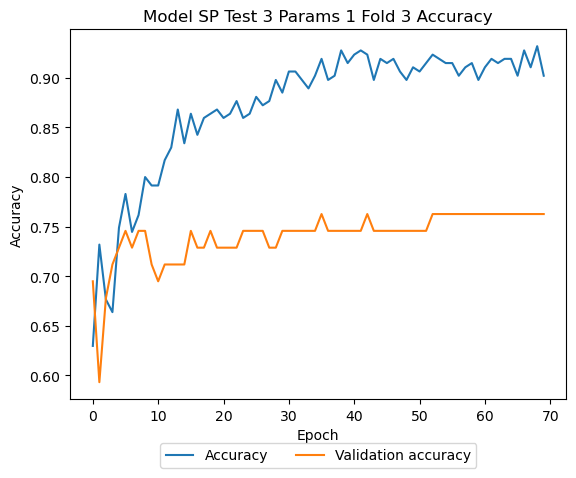 Model SP Test 3 Params 1 Fold 3 Accuracy
Accuracy
0.90
0.85
0.80
0.75
0.70
0.65
0.60
0 10 20 30 40 50 60 70
Epoch
Accuracy Validation accuracy